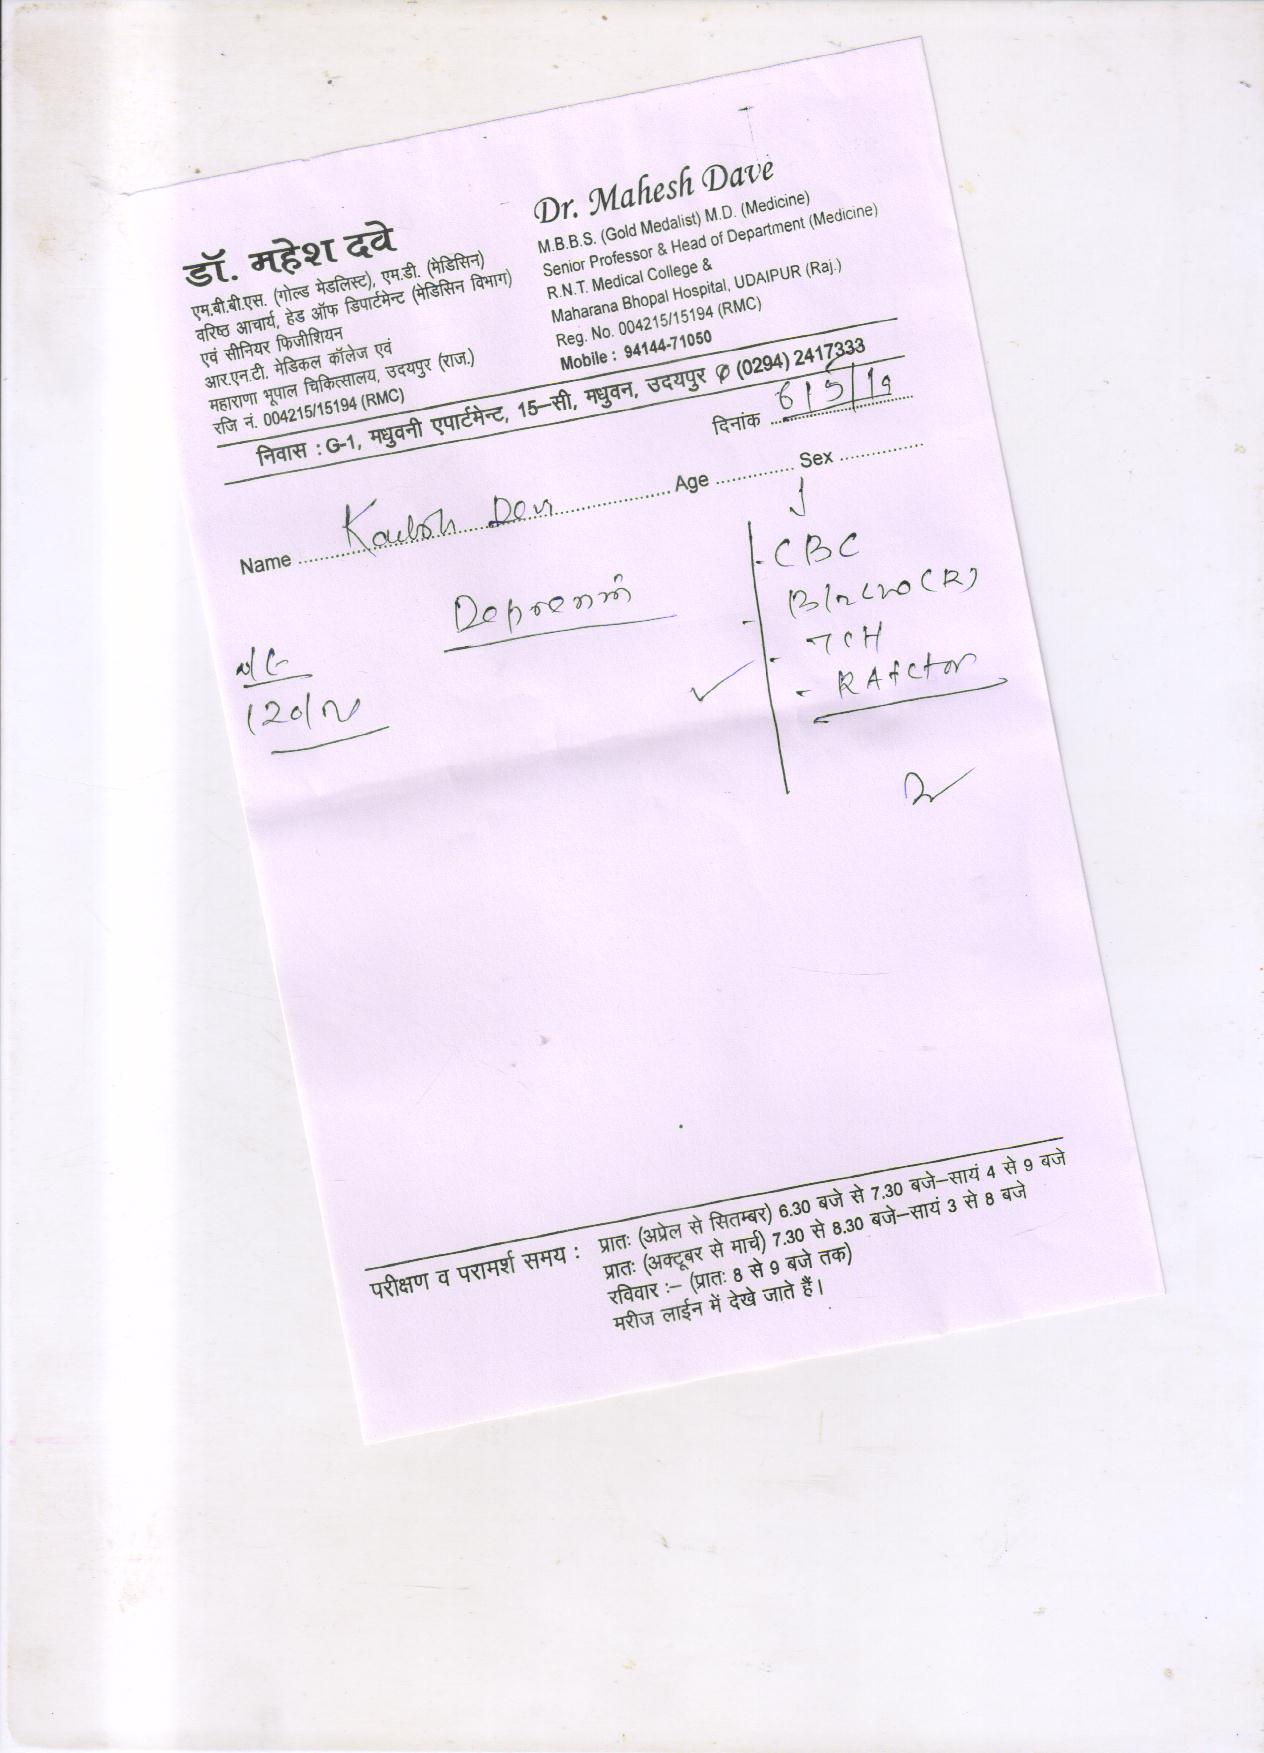 डॉ. महेश दवे
एम.बी.बी.एस. (गोल्ड मेडलिस्ट), एम.डी. (मेडिसिन)
वरिष्ठ आचार्य, हेड ऑफ डिपार्टमेन्ट (मेडिसिन विभाग)
एवं सीनियर फिजीशियन
आर.एन.टी. मेडिकल कॉलेज एवं
महाराणा भूपाल चिकित्सालय, उदयपुर (राज.)
रजि नं. 004215/15194 (RMC)
Dr. Mahesh Dave
M.B.B.S. (Gold Medalist) M.D. (Medicine)
Senior Professor & Head of Department (Medicine)
R.N.T. Medical College &
Maharana Bhopal Hospital, UDAIPUR (Raj.)
Reg. No. 004215/15194 (RMC)
Mobile : 94144-71050
निवास : G-1, मधुवनी एपार्टमेन्ट, 15–सी, मधुवन, उदयपुर ✆ (0294) 2417333
दिनांक 6/5/19
Name Devi Age Sex
- CBC
- RA fctor
परीक्षण व परामर्श समय : प्रातः (अप्रेल से सितम्बर) 6.30 बजे से 7.30 बजे–सायं 4 से 9 बजे
प्रातः (अक्टूबर से मार्च) 7.30 से 8.30 बजे–सायं 3 से 8 बजे
रविवार :– (प्रातः 8 से 9 बजे तक)
मरीज लाईन में देखे जाते हैं।